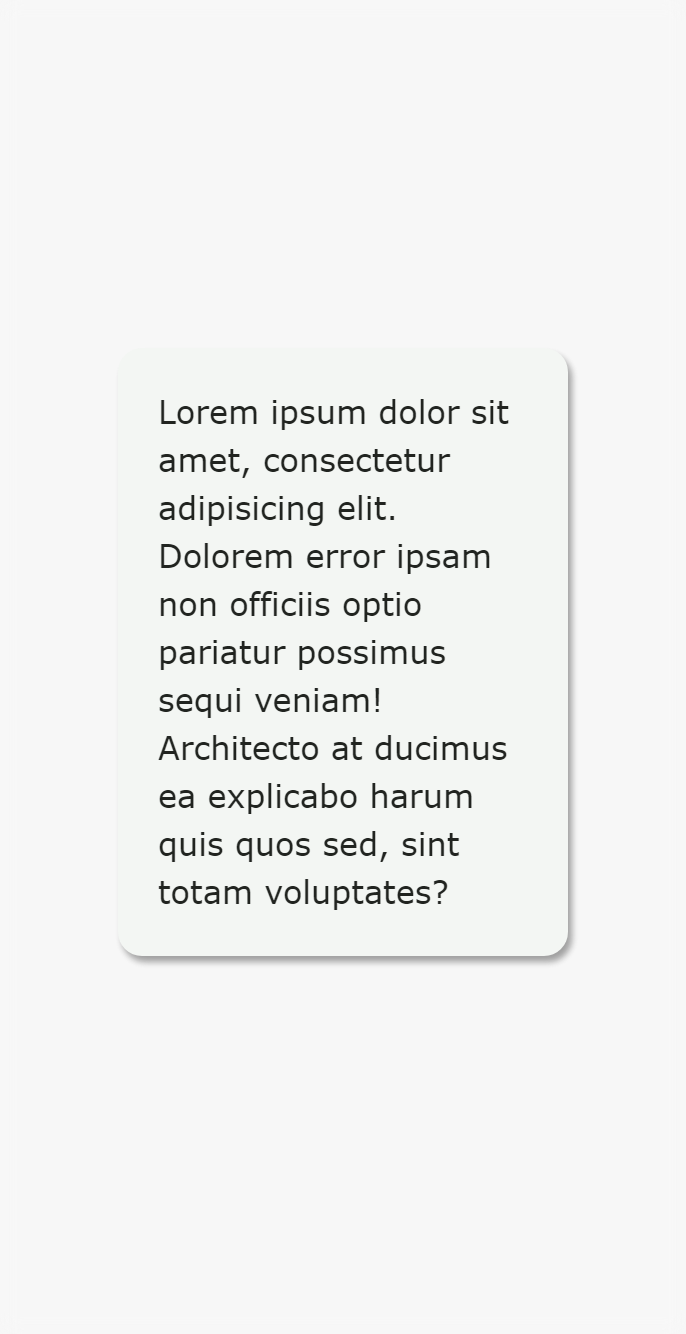 Lorem ipsum dolor sit
amet, consectetur
adipisicing elit.
Dolorem error ipsam
non officiis optio
pariatur possimus
sequi veniam!
Architecto at ducimus
ea explicabo harum
quis quos sed, sint
totam voluptates?